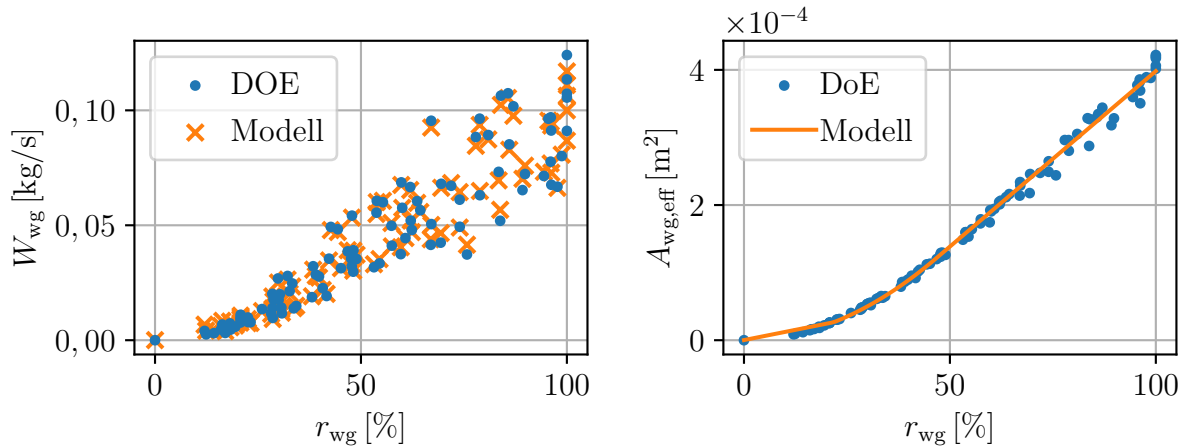 DOE
Modell
0,10
0,05
0,00
W_wg [kg/s]
0
50
100
r_wg [%]
×10⁻⁴
DoE
Modell
4
2
0
A_wg,eff [m²]
0
50
100
r_wg [%]